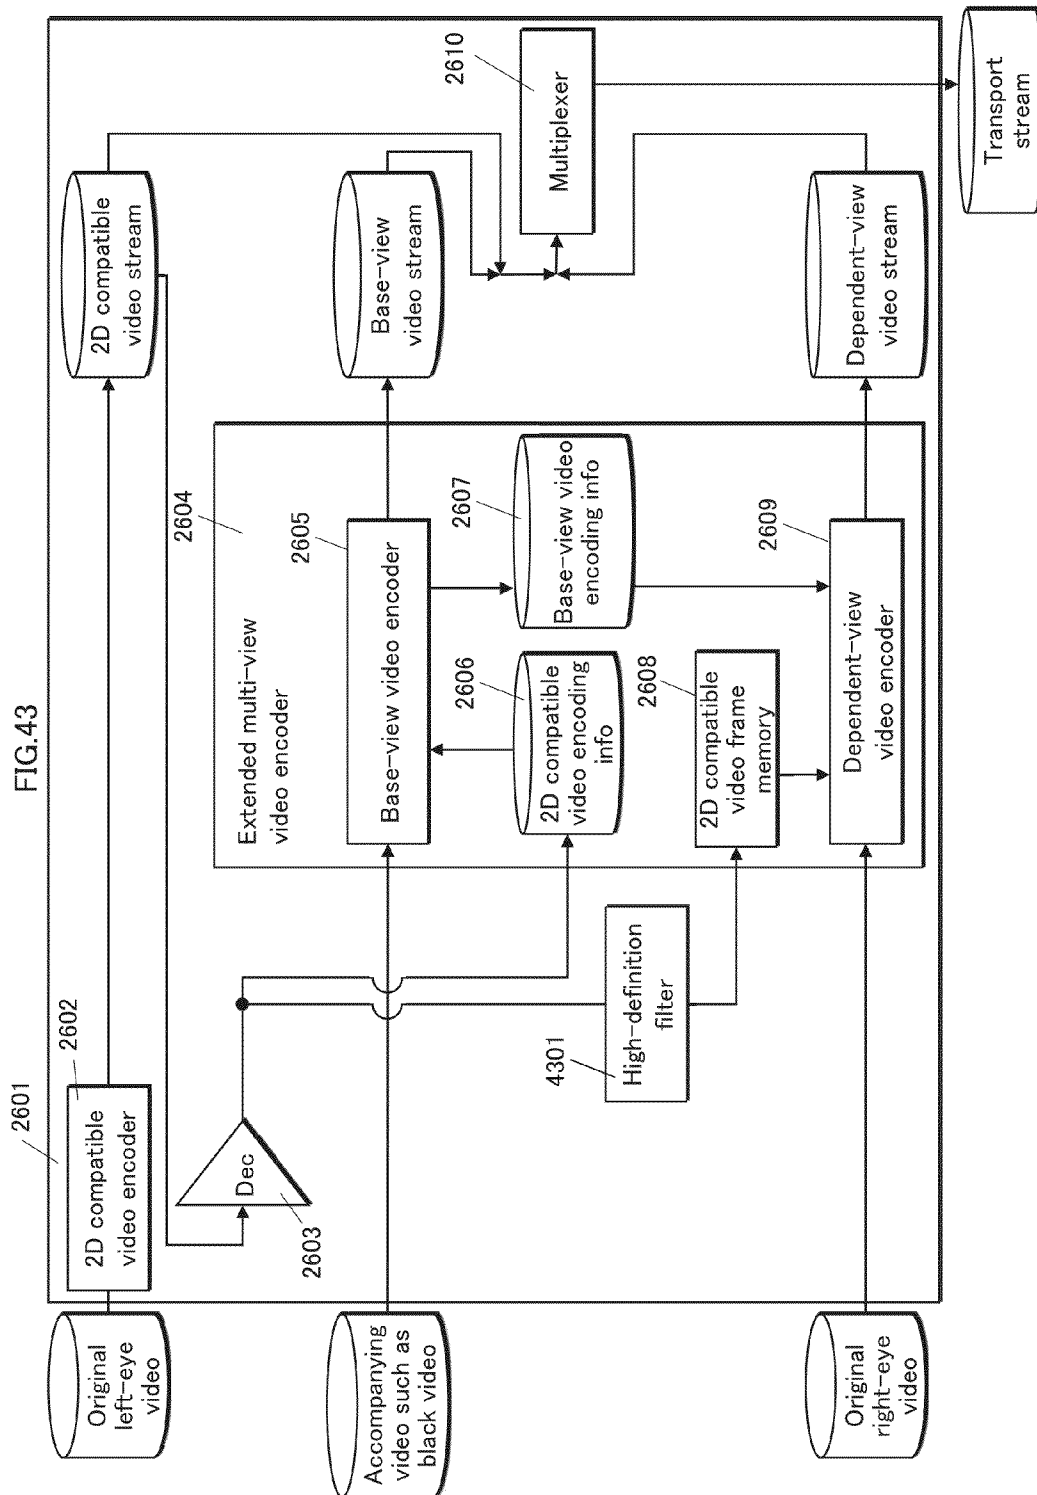 FIG.43
2601
2602
2D compatible
video encoder
Original
left-eye
video
2D compatible
video stream
Dec
2603
Accompanying
video such as
black video
4301
High-definition
filter
Extended multi-view
video encoder
2604
2605
Base-view video encoder
2606
2D compatible
video encoding
info
2607
Base-view video
encoding info
2608
2D compatible
video frame
memory
2609
Dependent-view
video encoder
Original
right-eye
video
Base-view
video stream
Dependent-view
video stream
2610
Multiplexer
Transport
stream